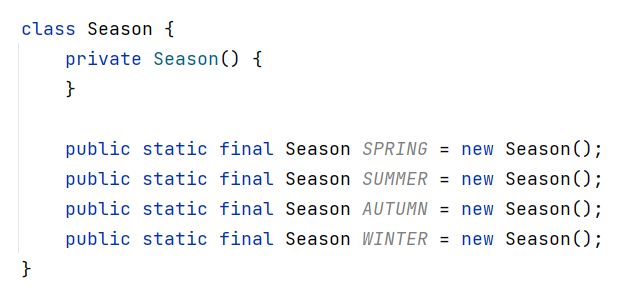 class Season {
    private Season() {
    }

    public static final Season SPRING = new Season();
    public static final Season SUMMER = new Season();
    public static final Season AUTUMN = new Season();
    public static final Season WINTER = new Season();
}